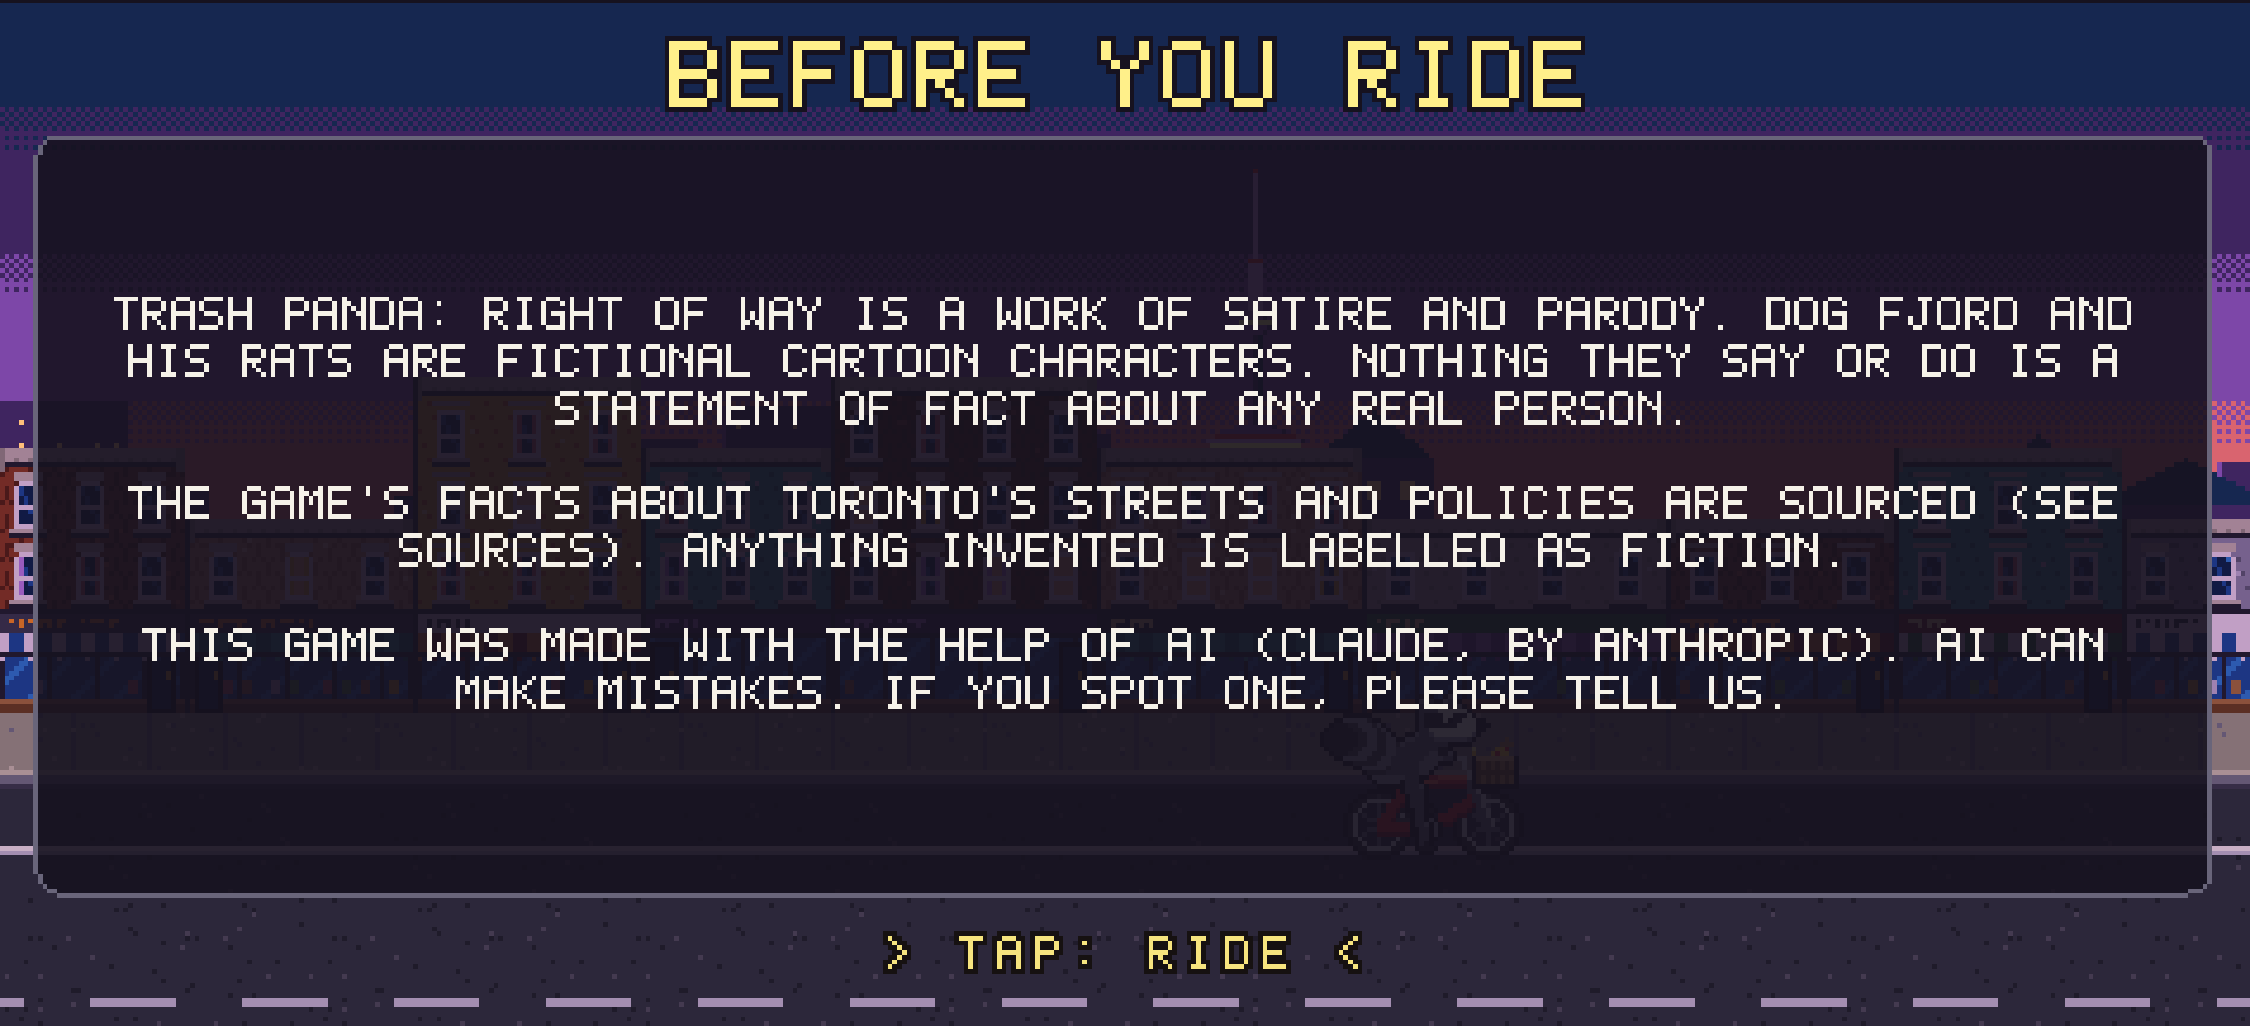 BEFORE YOU RIDE
TRASH PANDA: RIGHT OF WAY IS A WORK OF SATIRE AND PARODY. DOG FJORD AND
HIS RATS ARE FICTIONAL CARTOON CHARACTERS. NOTHING THEY SAY OR DO IS A
STATEMENT OF FACT ABOUT ANY REAL PERSON.
THE GAME'S FACTS ABOUT TORONTO'S STREETS AND POLICIES ARE SOURCED (SEE
SOURCES). ANYTHING INVENTED IS LABELLED AS FICTION.
THIS GAME WAS MADE WITH THE HELP OF AI (CLAUDE, BY ANTHROPIC). AI CAN
MAKE MISTAKES. IF YOU SPOT ONE, PLEASE TELL US.
> TAP: RIDE <